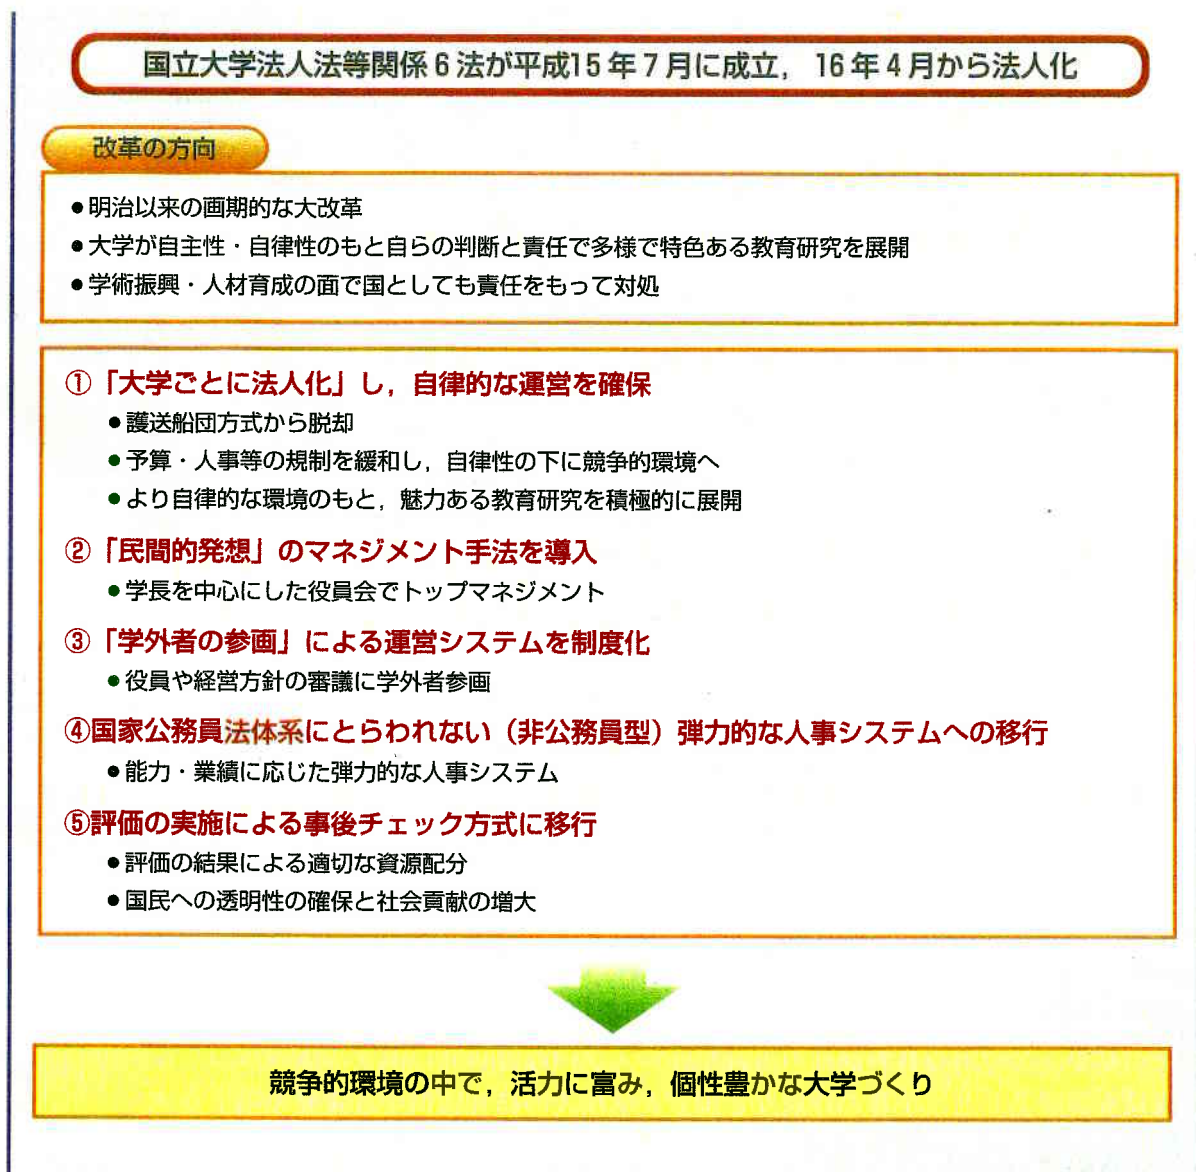 国立大学法人法等関係6法が平成15年7月に成立，16年4月から法人化
改革の方向
●明治以来の画期的な大改革
●大学が自主性・自律性のもと自らの判断と責任で多様で特色ある教育研究を展開
●学術振興・人材育成の面で国としても責任をもって対処
①「大学ごとに法人化」し，自律的な運営を確保
●護送船団方式から脱却
●予算・人事等の規制を緩和し，自律性の下に競争的環境へ
●より自律的な環境のもと，魅力ある教育研究を積極的に展開
②「民間的発想」のマネジメント手法を導入
●学長を中心にした役員会でトップマネジメント
③「学外者の参画」による運営システムを制度化
●役員や経営方針の審議に学外者参画
④国家公務員法体系にとらわれない（非公務員型）弾力的な人事システムへの移行
●能力・業績に応じた弾力的な人事システム
⑤評価の実施による事後チェック方式に移行
●評価の結果による適切な資源配分
●国民への透明性の確保と社会貢献の増大
競争的環境の中で，活力に富み，個性豊かな大学づくり